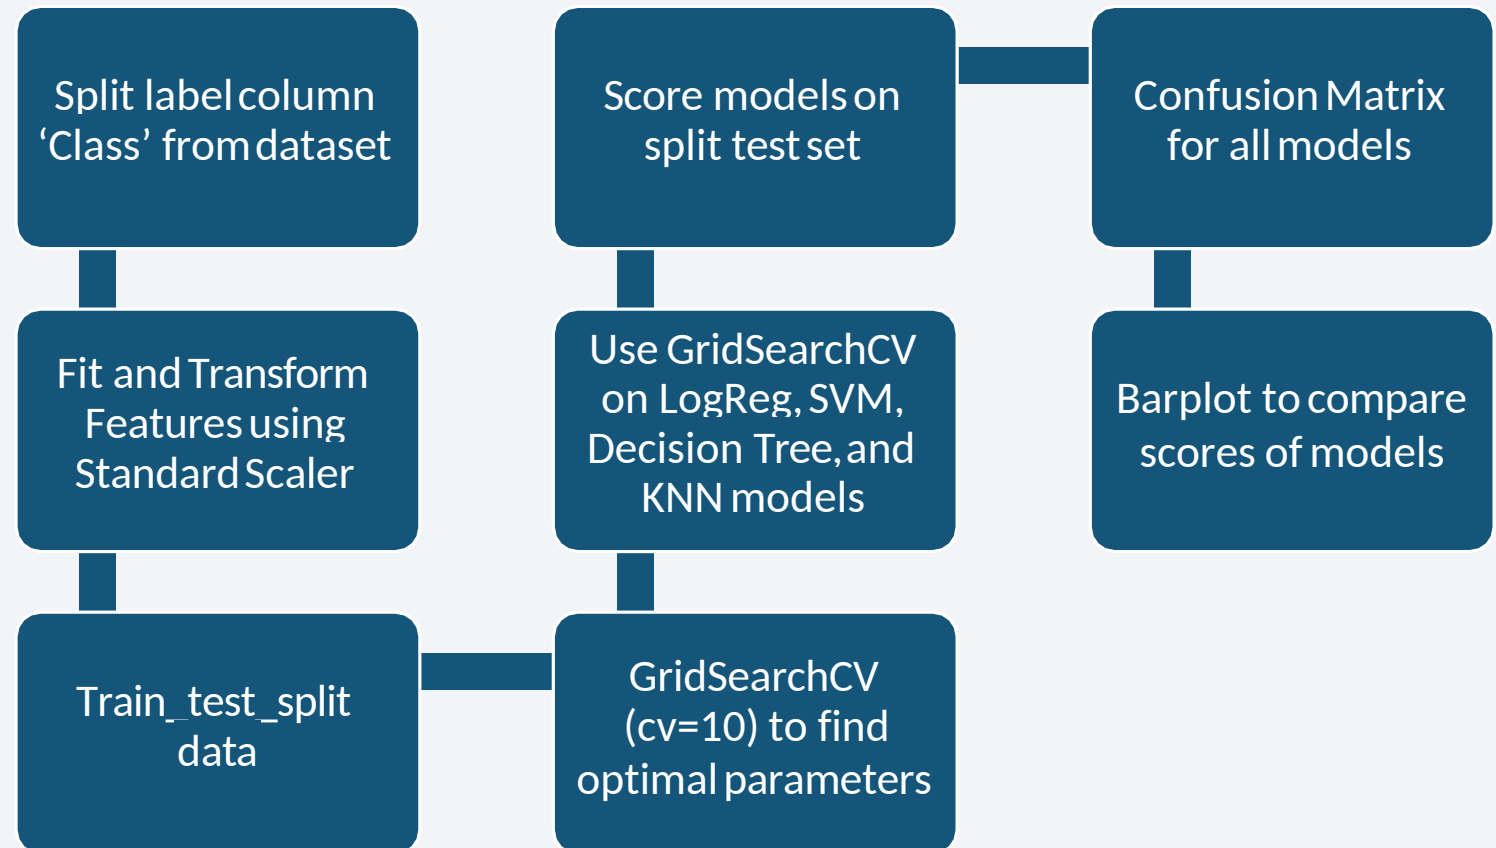 Split label column
‘Class’ from dataset
Fit and Transform
Features using
Standard Scaler
Train_test_split
data
GridSearchCV
(cv=10) to find
optimal parameters
Use GridSearchCV
on LogReg, SVM,
Decision Tree, and
KNN models
Score models on
split test set
Confusion Matrix
for all models
Barplot to compare
scores of models